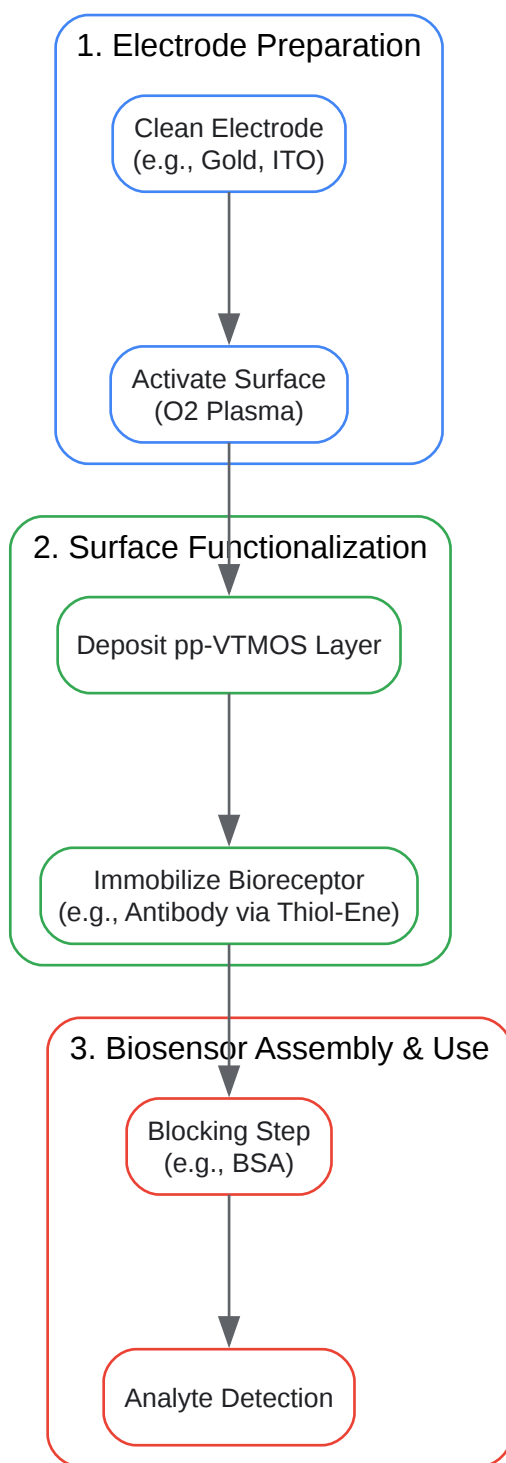 1. Electrode Preparation
Clean Electrode
(e.g., Gold, ITO)
Activate Surface
(O2 Plasma)
2. Surface Functionalization
Deposit pp-VTMOS Layer
Immobilize Bioreceptor
(e.g., Antibody via Thiol-Ene)
3. Biosensor Assembly & Use
Blocking Step
(e.g., BSA)
Analyte Detection